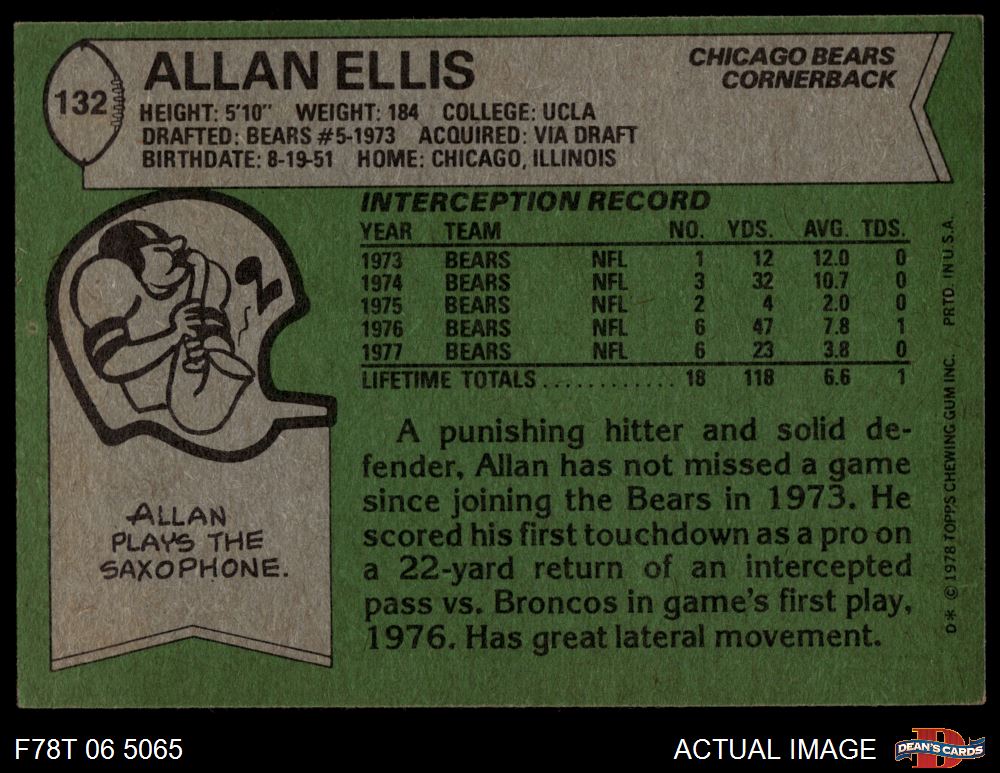 132
ALLAN ELLIS
CHICAGO BEARS
CORNERBACK
HEIGHT: 5'10" WEIGHT: 184 COLLEGE: UCLA
DRAFTED: BEARS #5-1973 ACQUIRED: VIA DRAFT
BIRTHDATE: 8-19-51 HOME: CHICAGO, ILLINOIS
INTERCEPTION RECORD
YEAR TEAM NO. YDS. AVG. TDS.
1973 BEARS NFL 1 12 12.0 0
1974 BEARS NFL 3 32 10.7 0
1975 BEARS NFL 2 4 2.0 0
1976 BEARS NFL 6 47 7.8 1
1977 BEARS NFL 6 23 3.8 0
LIFETIME TOTALS............ 18 118 6.6 1
A punishing hitter and solid de-
fender, Allan has not missed a game
since joining the Bears in 1973. He
scored his first touchdown as a pro on
a 22-yard return of an intercepted
pass vs. Broncos in game's first play,
1976. Has great lateral movement.
ALLAN
PLAYS THE
SAXOPHONE.
D* © 1978 TOPPS CHEWING GUM INC. PRTD. IN U.S.A.
F78T 06 5065
ACTUAL IMAGE
D
DEAN'S CARDS